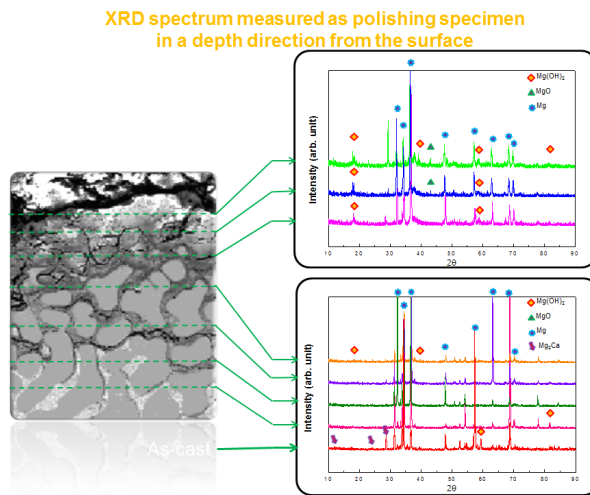 XRD spectrum measured as polishing specimen
in a depth direction from the surface
Mg(OH)₂
MgO
Mg
Intensity (arb. unit)
10 20 30 40 50 60 70 80 90
2θ
Mg(OH)₂
MgO
Mg
Mg₂Ca
Intensity (arb. unit)
10 20 30 40 50 60 70 80 90
2θ
As-cast